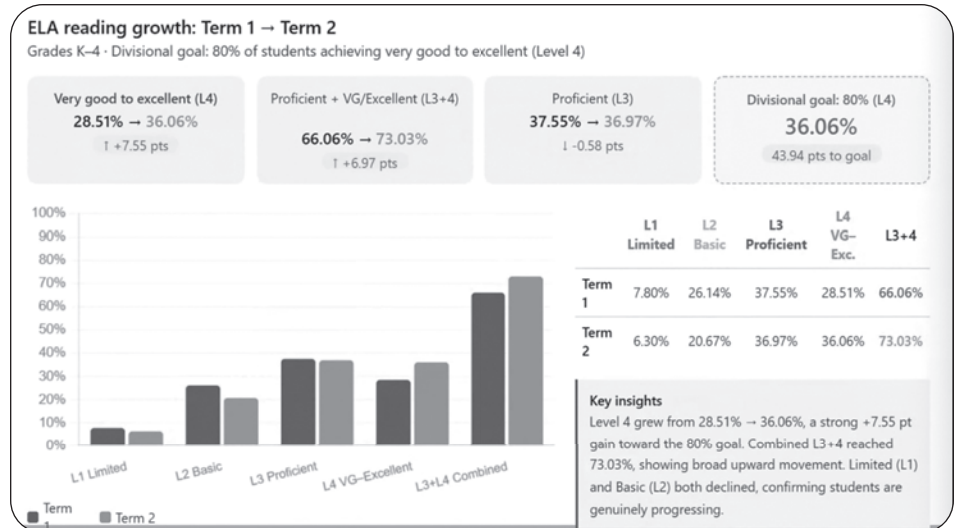 ELA reading growth: Term 1 → Term 2
Grades K–4 · Divisional goal: 80% of students achieving very good to excellent (Level 4)
Very good to excellent (L4)
28.51% → 36.06%
↑ +7.55 pts
Proficient + VG/Excellent (L3+4)
66.06% → 73.03%
↑ +6.97 pts
Proficient (L3)
37.55% → 36.97%
↓ -0.58 pts
Divisional goal: 80% (L4)
36.06%
43.94 pts to goal
100%
90%
80%
70%
60%
50%
40%
30%
20%
10%
0%
L1 Limited
L2 Basic
L3 Proficient
L4 VG–Excellent
L3+L4 Combined
Term
1
Term 2
L1
Limited
L2
Basic
L3
Proficient
L4
VG–
Exc.
L3+4
Term
1
7.80% 26.14% 37.55% 28.51% 66.06%
Term
2
6.30% 20.67% 36.97% 36.06% 73.03%
Key insights
Level 4 grew from 28.51% → 36.06%, a strong +7.55 pt
gain toward the 80% goal. Combined L3+4 reached
73.03%, showing broad upward movement. Limited (L1)
and Basic (L2) both declined, confirming students are
genuinely progressing.